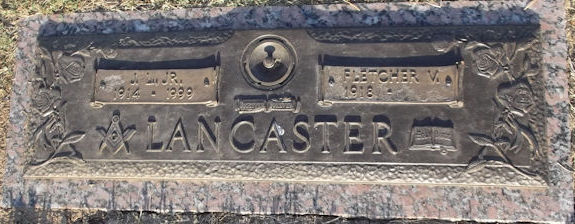 J. L. JR.
1914 - 1999
FLETCHER V.
1918 -
LANCASTER